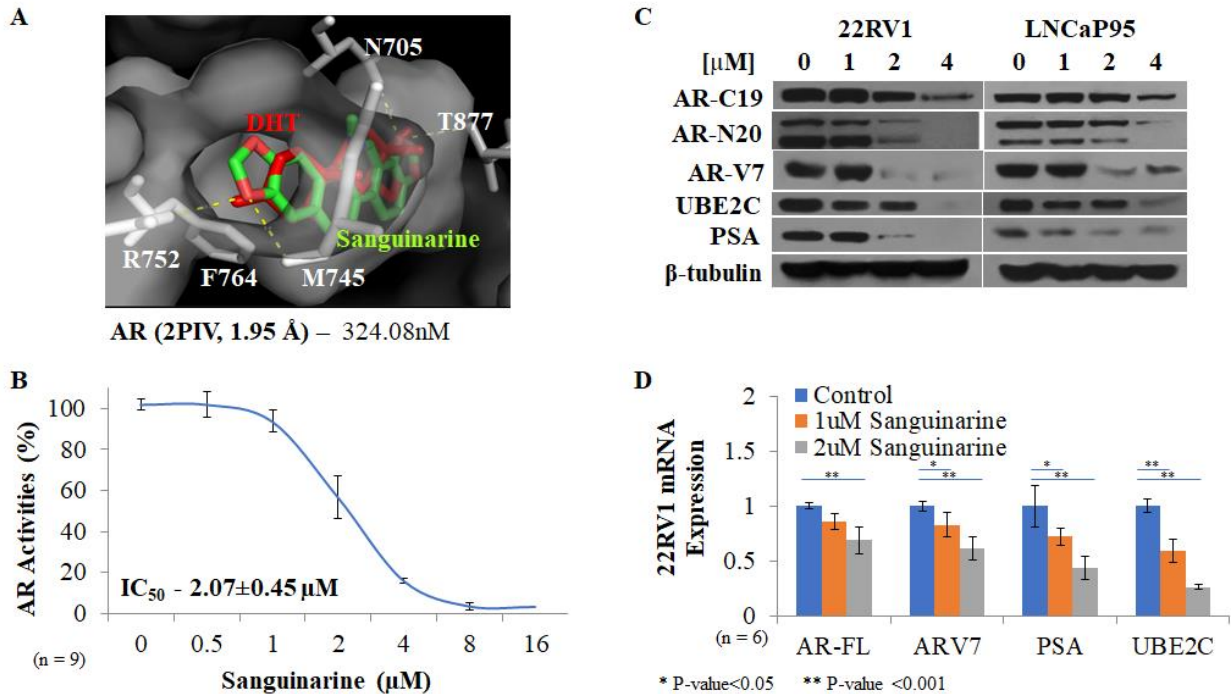 A
N705
DHT
T877
Sanguinarine
R752
F764
M745
AR (2PIV, 1.95 Å) – 324.08nM
B
AR Activities (%)
100
80
60
40
20
0
IC50 - 2.07±0.45 µM
0 0.5 1 2 4 8 16
(n = 9)
Sanguinarine (µM)
C
22RV1 LNCaP95
[µM] 0 1 2 4 0 1 2 4
AR-C19
AR-N20
AR-V7
UBE2C
PSA
β-tubulin
D
22RV1 mRNA
Expression
2
1.5
1
0.5
0
Control
1uM Sanguinarine
2uM Sanguinarine
** * ** * ** ** **
(n = 6)
AR-FL ARV7 PSA UBE2C
* P-value<0.05 ** P-value <0.001